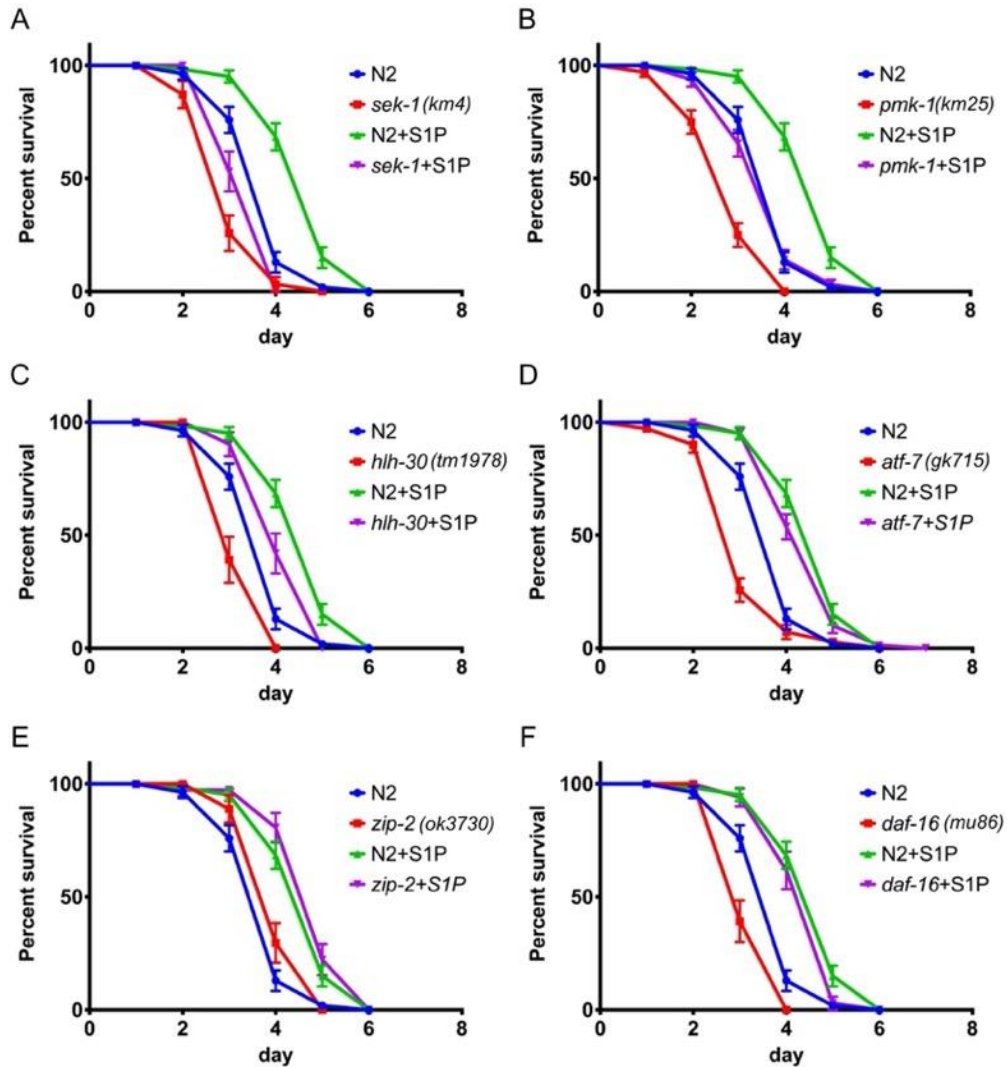 A
100
50
0
Percent survival
0 2 4 6 8
day
N2
sek-1(km4)
N2+S1P
sek-1+S1P
B
100
50
0
Percent survival
0 2 4 6 8
day
N2
pmk-1(km25)
N2+S1P
pmk-1+S1P
C
100
50
0
Percent survival
0 2 4 6 8
day
N2
hlh-30(tm1978)
N2+S1P
hlh-30+S1P
D
100
50
0
Percent survival
0 2 4 6 8
day
N2
atf-7(gk715)
N2+S1P
atf-7+S1P
E
100
50
0
Percent survival
0 2 4 6 8
day
N2
zip-2(ok3730)
N2+S1P
zip-2+S1P
F
100
50
0
Percent survival
0 2 4 6 8
day
N2
daf-16(mu86)
N2+S1P
daf-16+S1P